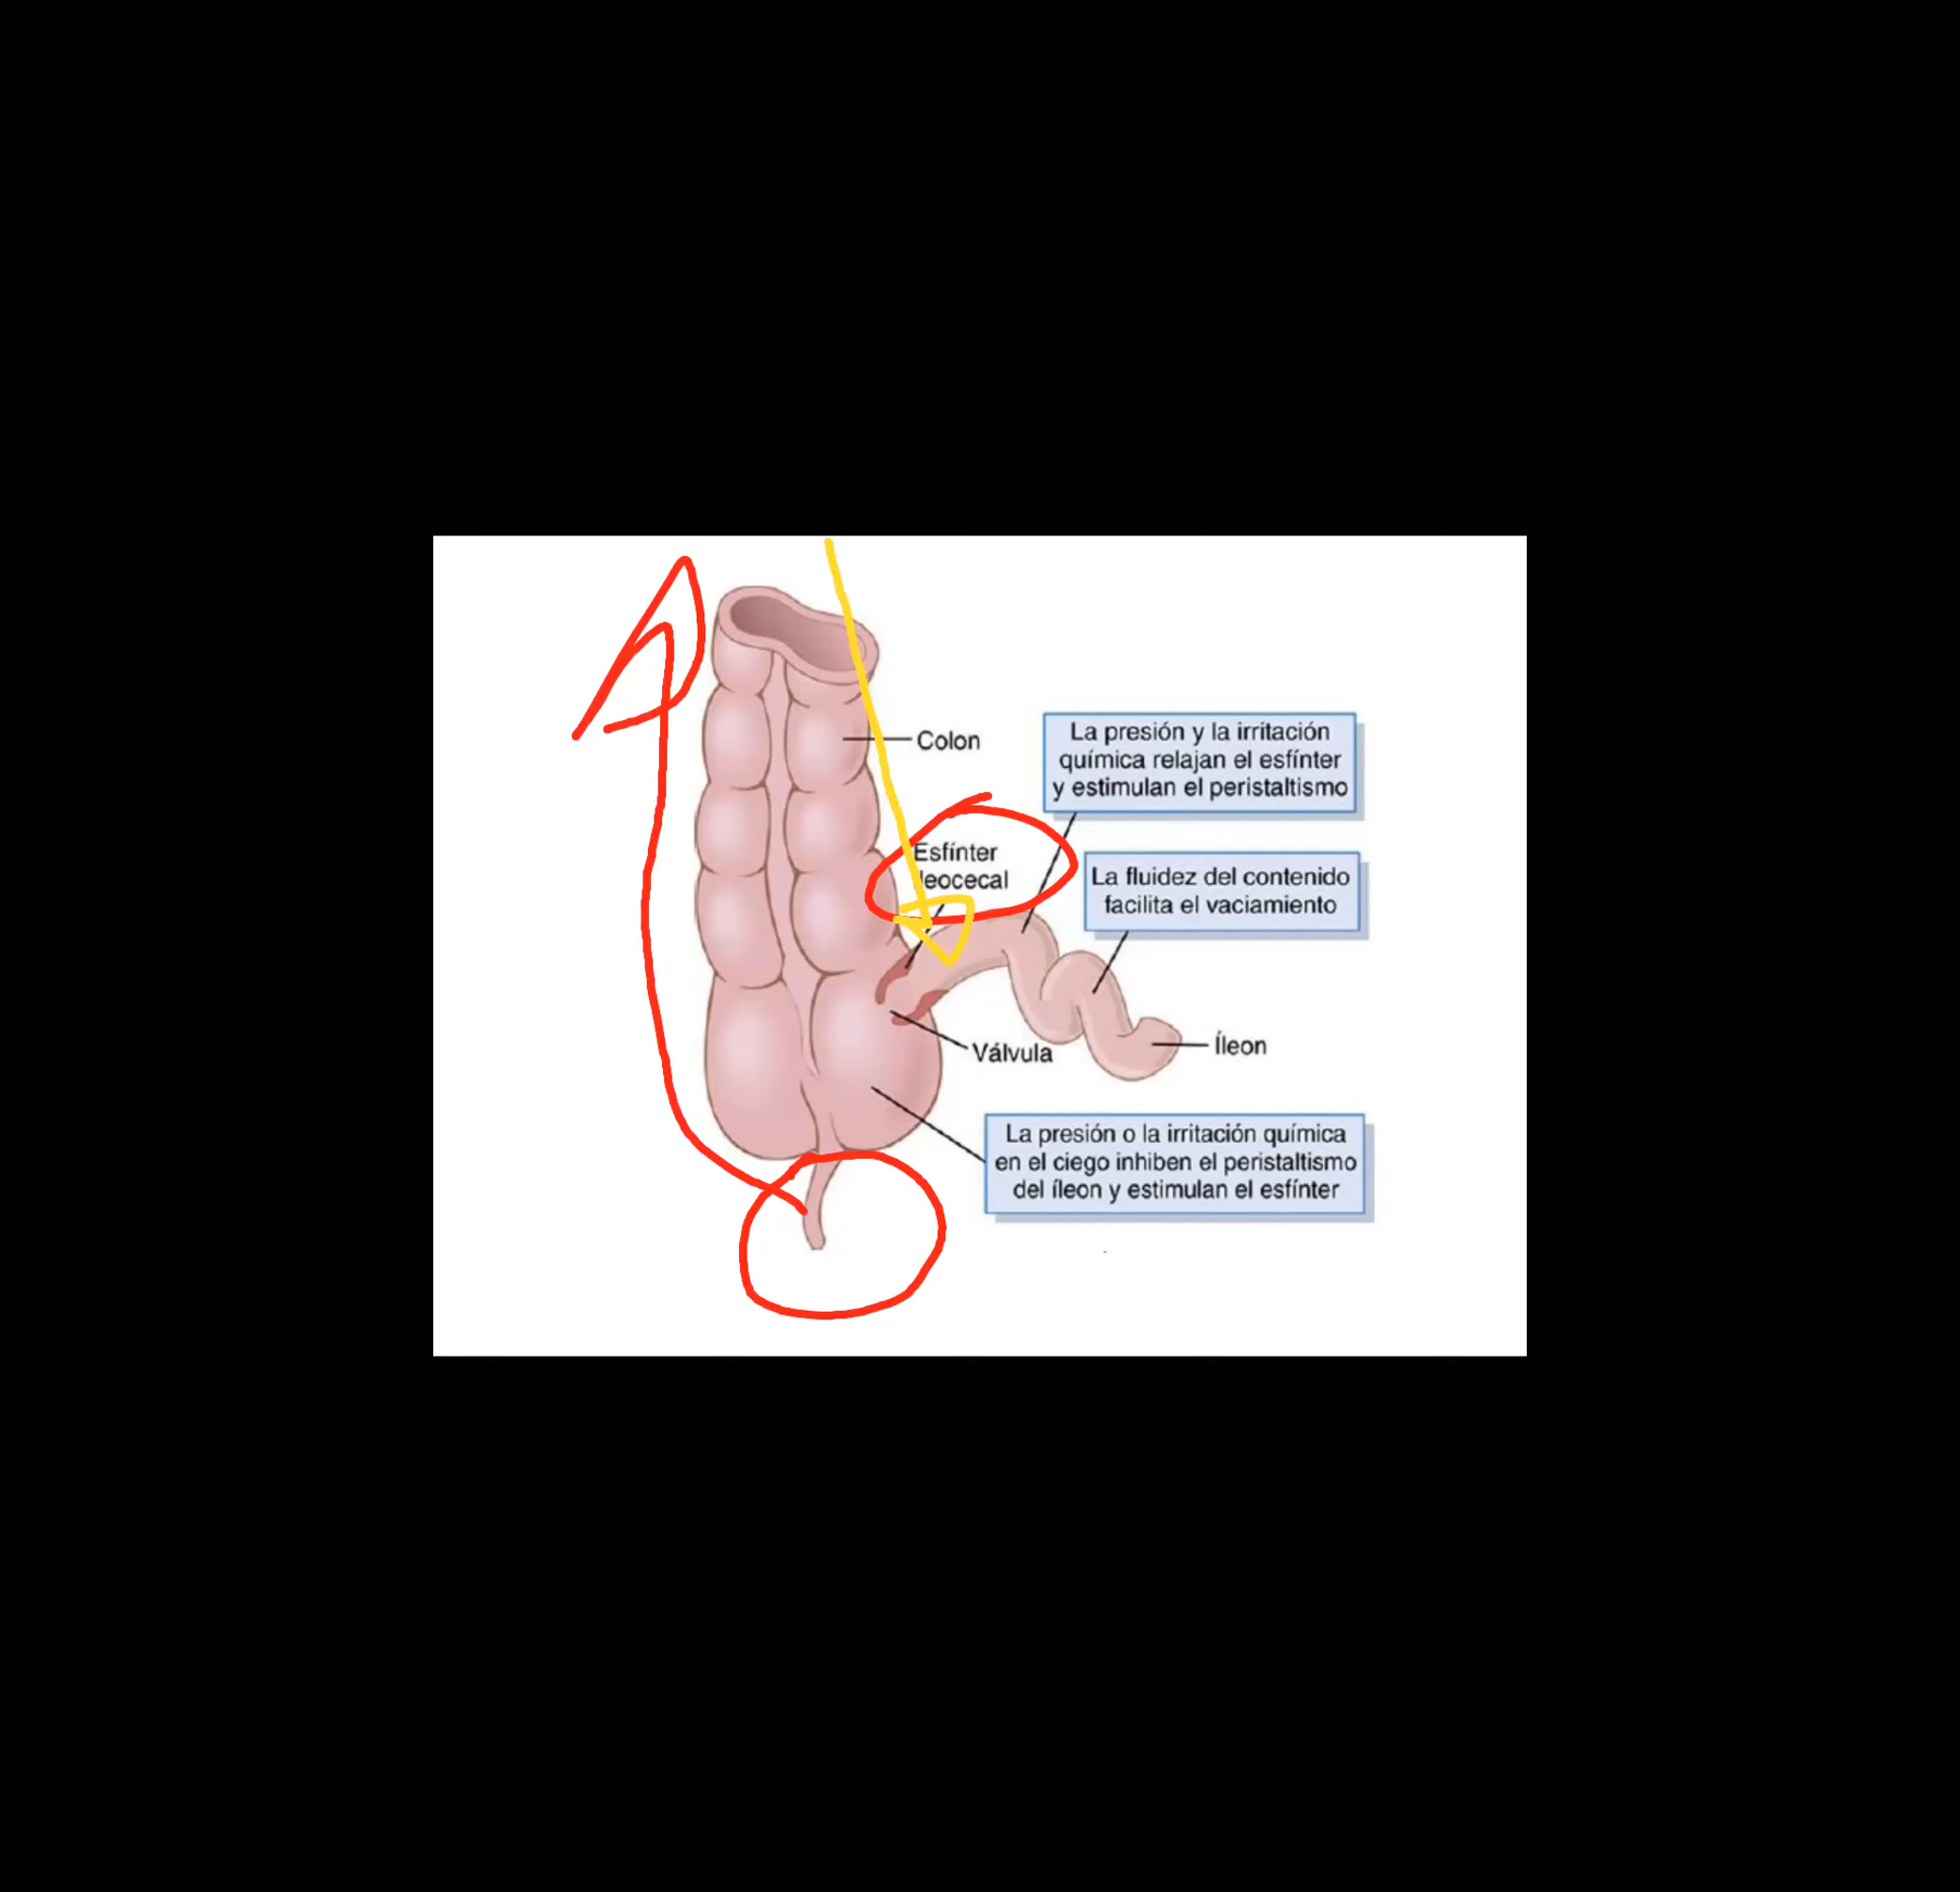 Colon
La presión y la irritación
química relajan el esfínter
y estimulan el peristaltismo
Esfínter
ileocecal
La fluidez del contenido
facilita el vaciamiento
Válvula
Íleon
La presión o la irritación química
en el ciego inhiben el peristaltismo
del íleon y estimulan el esfínter